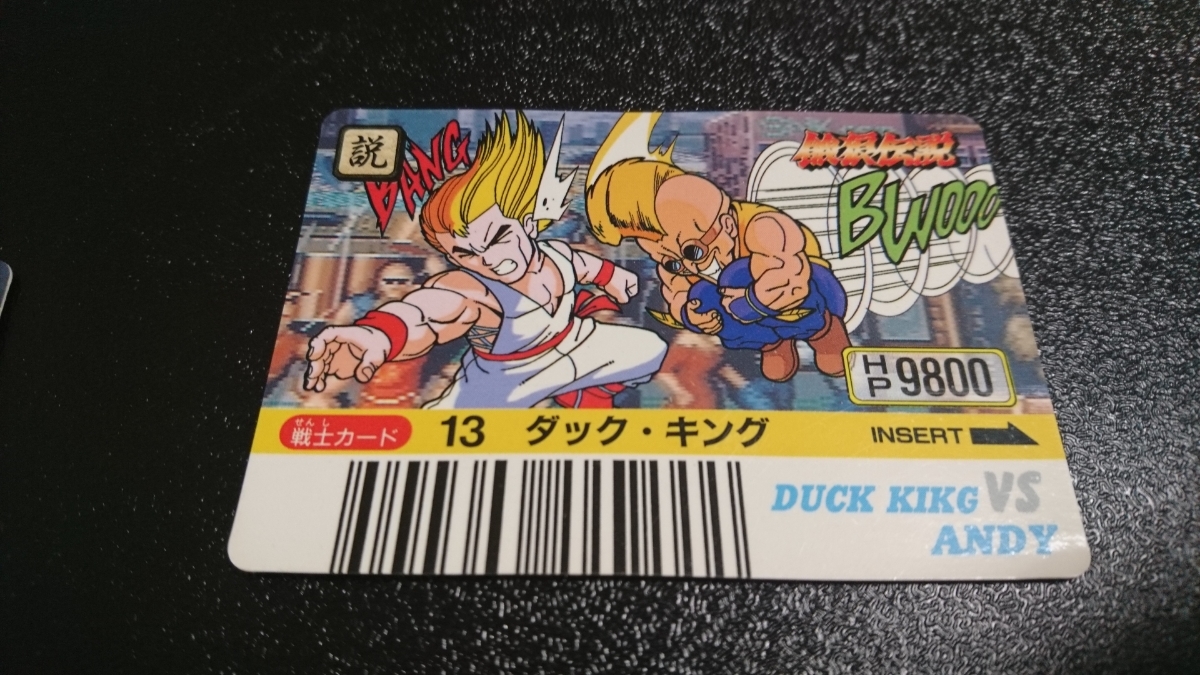 説
BANG
餓狼伝説
BWOOO
HP 9800
せんし
戦士カード 13 ダック・キング INSERT
DUCK KIKG VS
ANDY